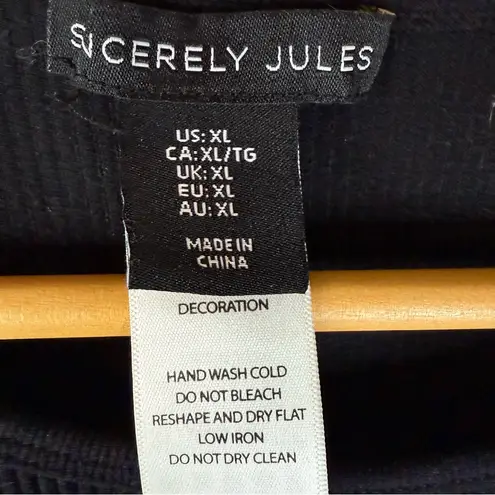 SINCERELY JULES
US: XL
CA: XL/TG
UK: XL
EU: XL
AU: XL
MADE IN
CHINA
DECORATION
HAND WASH COLD
DO NOT BLEACH
RESHAPE AND DRY FLAT
LOW IRON
DO NOT DRY CLEAN